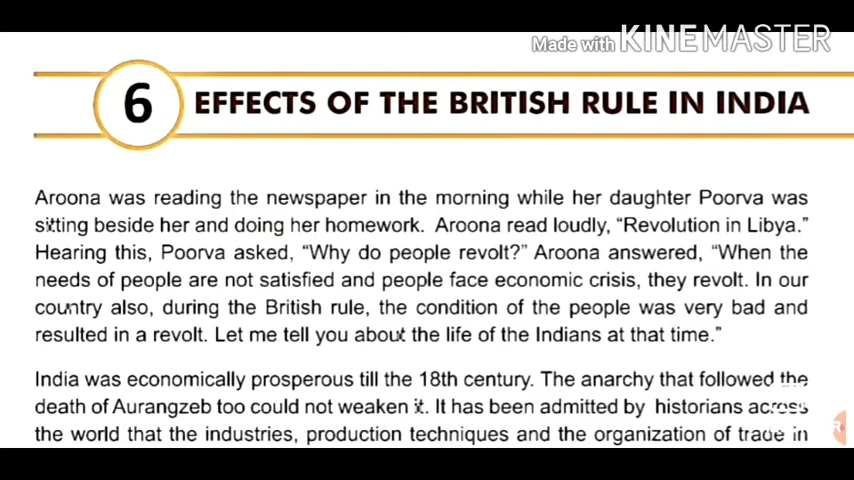 Made with KINEMASTER
6 EFFECTS OF THE BRITISH RULE IN INDIA
Aroona was reading the newspaper in the morning while her daughter Poorva was
sitting beside her and doing her homework. Aroona read loudly, “Revolution in Libya.”
Hearing this, Poorva asked, “Why do people revolt?” Aroona answered, “When the
needs of people are not satisfied and people face economic crisis, they revolt. In our
country also, during the British rule, the condition of the people was very bad and
resulted in a revolt. Let me tell you about the life of the Indians at that time.”
India was economically prosperous till the 18th century. The anarchy that followed the
death of Aurangzeb too could not weaken it. It has been admitted by historians across
the world that the industries, production techniques and the organization of trade in